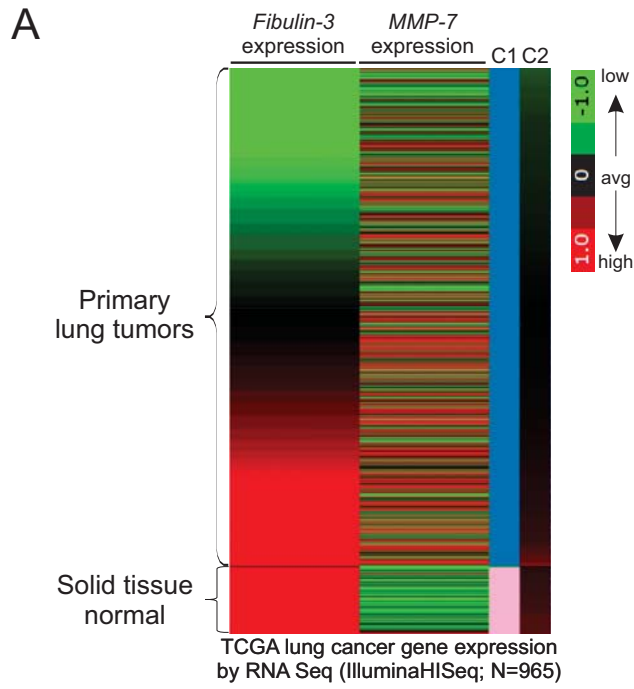 A
Fibulin-3
expression
MMP-7
expression
C1 C2
low
-1.0
0
avg
1.0
high
Primary
lung tumors
Solid tissue
normal
TCGA lung cancer gene expression
by RNA Seq (IlluminaHISeq; N=965)